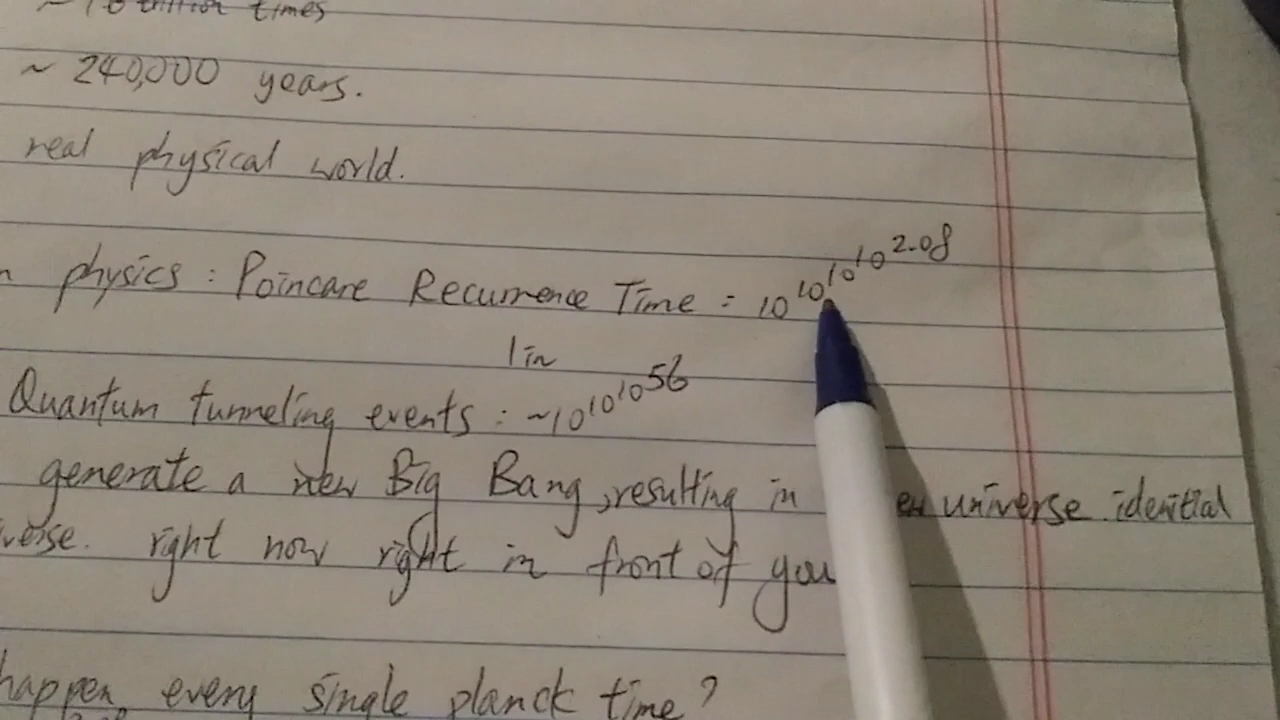 times
~ 240,000 years.
real physical world.
physics : Poincare Recurrence Time = 10^10^10^10^2.08
1 in
Quantum tunneling events : ~10^10^10^56
generate a new Big Bang, resulting in universe idential
right now right in front of you
happen every single planck time?